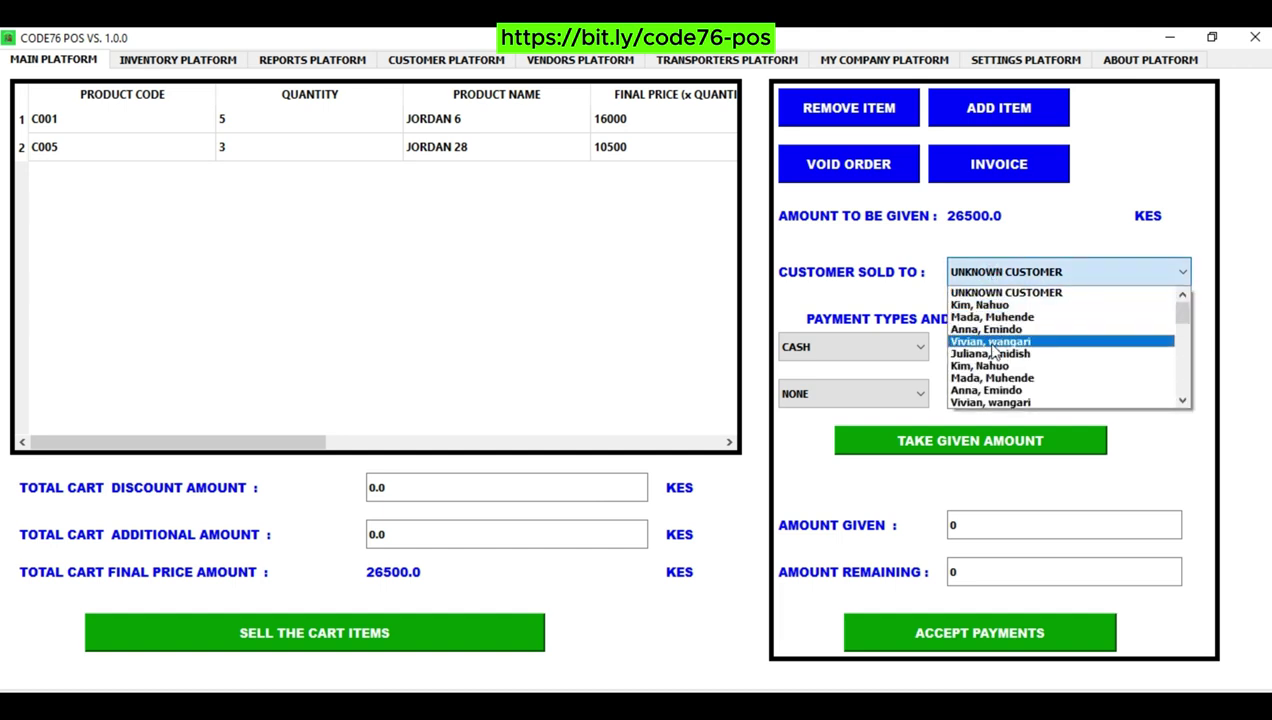 https://bit.ly/code76-pos
CODE76 POS VS. 1.0.0
MAIN PLATFORM INVENTORY PLATFORM REPORTS PLATFORM CUSTOMER PLATFORM VENDORS PLATFORM TRANSPORTERS PLATFORM MY COMPANY PLATFORM SETTINGS PLATFORM ABOUT PLATFORM
PRODUCT CODE QUANTITY PRODUCT NAME FINAL PRICE (x QUANTI
1 C001 5 JORDAN 6 16000
2 C005 3 JORDAN 28 10500
TOTAL CART DISCOUNT AMOUNT : 0.0 KES
TOTAL CART ADDITIONAL AMOUNT : 0.0 KES
TOTAL CART FINAL PRICE AMOUNT : 26500.0 KES
SELL THE CART ITEMS
REMOVE ITEM ADD ITEM
VOID ORDER INVOICE
AMOUNT TO BE GIVEN : 26500.0 KES
CUSTOMER SOLD TO : UNKNOWN CUSTOMER
UNKNOWN CUSTOMER
Kim, Nahuo
Mada, Muhende
Anna, Emindo
Vivian, wangari
Juliana,
Kim, Nahuo
Mada, Muhende
Anna, Emindo
Vivian, wangari
PAYMENT TYPES AND
CASH
NONE
TAKE GIVEN AMOUNT
AMOUNT GIVEN : 0
AMOUNT REMAINING : 0
ACCEPT PAYMENTS